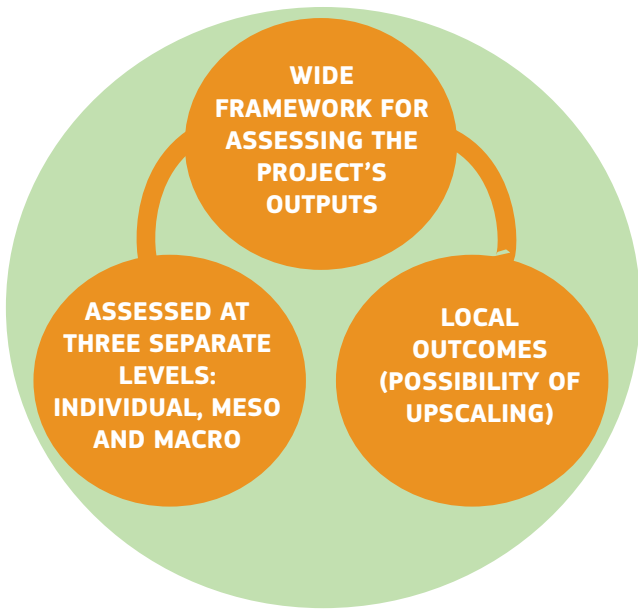 WIDE
FRAMEWORK FOR
ASSESSING THE
PROJECT'S
OUTPUTS
ASSESSED AT
THREE SEPARATE
LEVELS:
INDIVIDUAL, MESO
AND MACRO
LOCAL
OUTCOMES
(POSSIBILITY OF
UPSCALING)